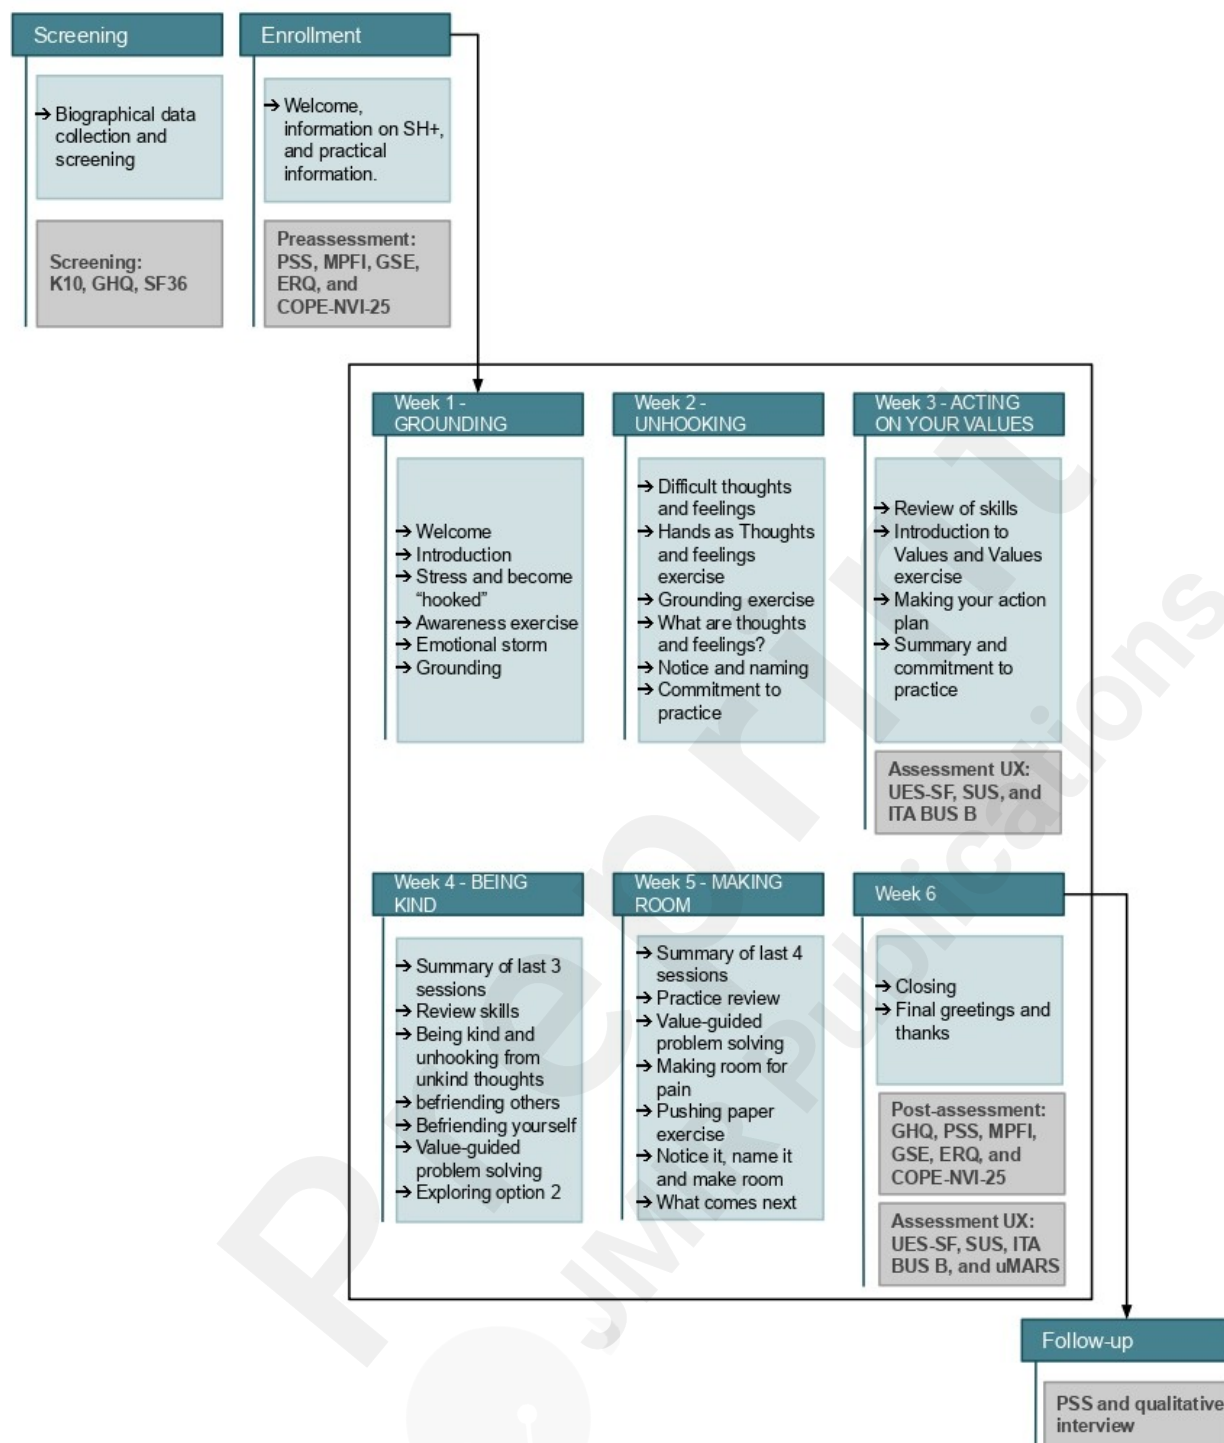 Screening
→ Biographical data
collection and
screening
Screening:
K10, GHQ, SF36
Enrollment
→ Welcome,
information on SH+,
and practical
information.
Preassessment:
PSS, MPFI, GSE,
ERQ, and
COPE-NVI-25
Week 1 -
GROUNDING
→ Welcome
→ Introduction
→ Stress and become
“hooked”
→ Awareness exercise
→ Emotional storm
→ Grounding
Week 2 -
UNHOOKING
→ Difficult thoughts
and feelings
→ Hands as Thoughts
and feelings
exercise
→ Grounding exercise
→ What are thoughts
and feelings?
→ Notice and naming
→ Commitment to
practice
Week 3 - ACTING
ON YOUR VALUES
→ Review of skills
→ Introduction to
Values and Values
exercise
→ Making your action
plan
→ Summary and
commitment to
practice
Assessment UX:
UES-SF, SUS, and
ITA BUS B
Week 4 - BEING
KIND
→ Summary of last 3
sessions
→ Review skills
→ Being kind and
unhooking from
unkind thoughts
→ befriending others
→ Befriending yourself
→ Value-guided
problem solving
→ Exploring option 2
Week 5 - MAKING
ROOM
→ Summary of last 4
sessions
→ Practice review
→ Value-guided
problem solving
→ Making room for
pain
→ Pushing paper
exercise
→ Notice it, name it
and make room
→ What comes next
Week 6
→ Closing
→ Final greetings and
thanks
Post-assessment:
GHQ, PSS, MPFI,
GSE, ERQ, and
COPE-NVI-25
Assessment UX:
UES-SF, SUS, ITA
BUS B, and uMARS
Follow-up
PSS and qualitative
interview
Preprint
JMIR Publications